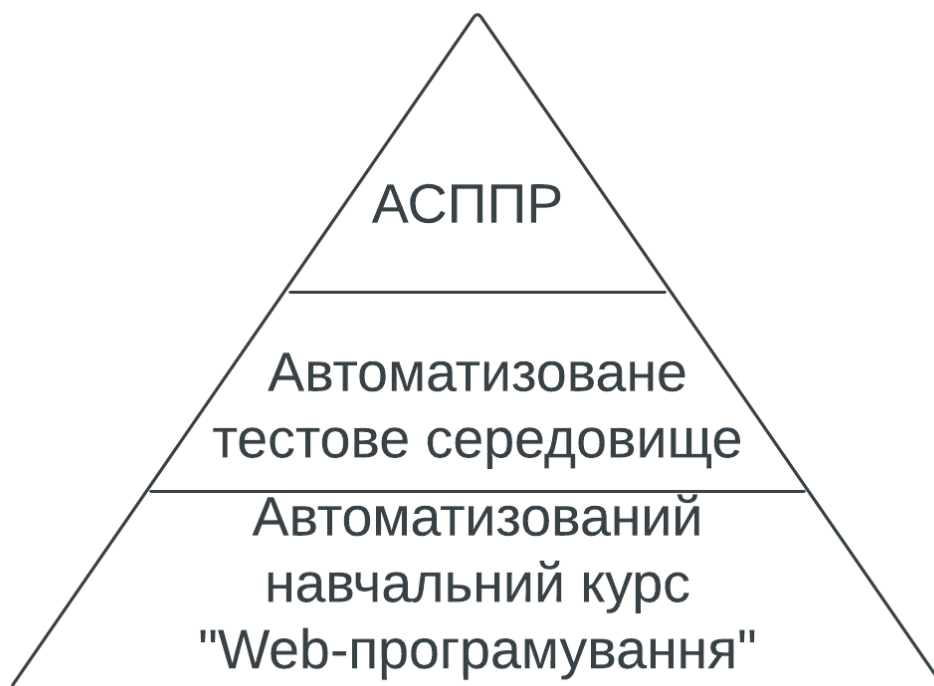 АСППР
Автоматизоване
тестове середовище
Автоматизований
навчальний курс
"Web-програмування"